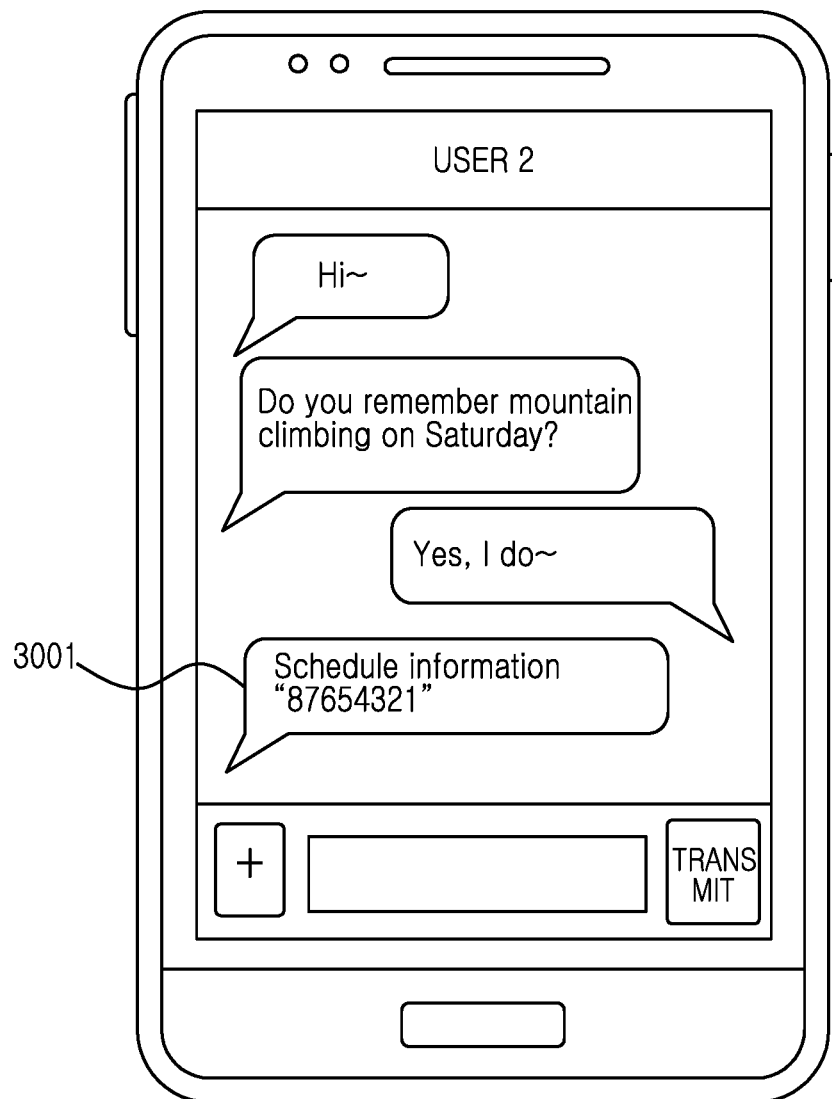 USER 2
Hi~
Do you remember mountain
climbing on Saturday?
Yes, I do~
3001
Schedule information
“87654321”
+
TRANS
MIT